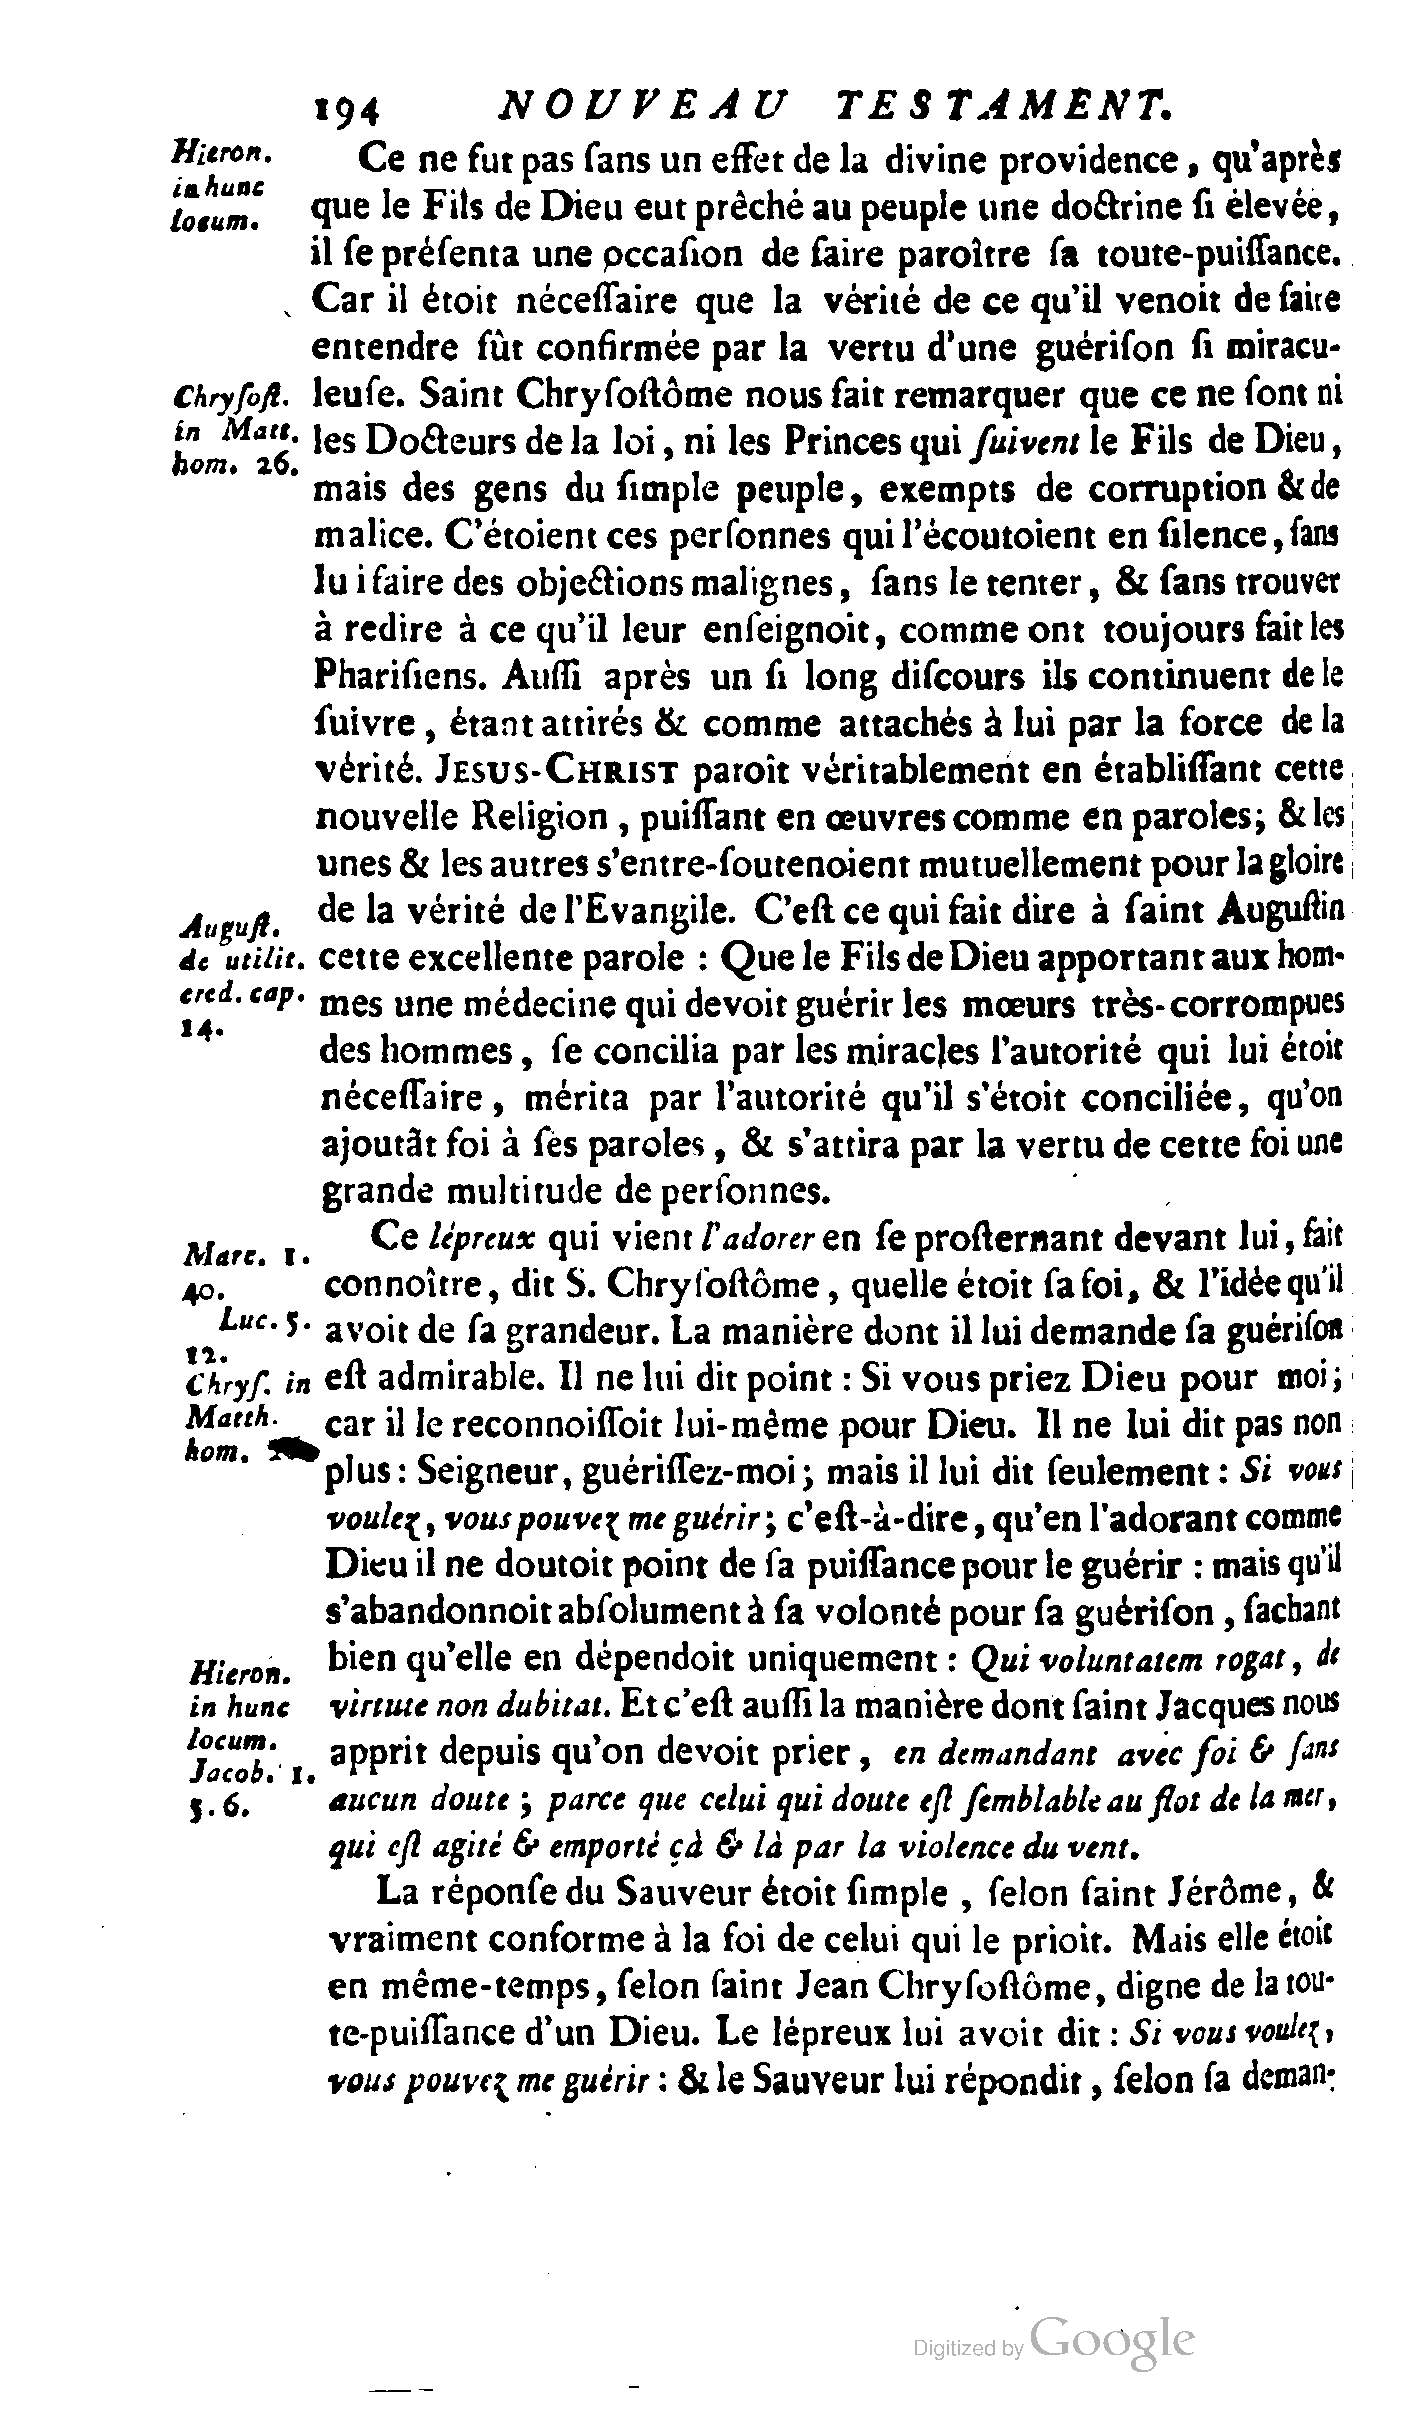 194 NOUVEAU TESTAMENT.
Hieron.
in hunc
locum.
Ce ne fut pas ſans un effet de la divine providence, qu'après
que le Fils de Dieu eut prêché au peuple une doctrine ſi élevée,
il ſe préſenta une occaſion de faire paroître ſa toute-puiſſance.
Car il étoit néceſſaire que la vérité de ce qu'il venoit de faire
entendre fût confirmée par la vertu d'une guériſon ſi miracu-
Chryſoſt.
in Matt.
hom. 26.
leuſe. Saint Chryſoſtôme nous fait remarquer que ce ne ſont ni
les Docteurs de la loi, ni les Princes qui ſuivent le Fils de Dieu,
mais des gens du ſimple peuple, exempts de corruption & de
malice. C'étoient ces perſonnes qui l'écoutoient en ſilence, ſans
lui faire des objections malignes, ſans le tenter, & ſans trouver
à redire à ce qu'il leur enſeignoit, comme ont toujours fait les
Phariſiens. Auſſi après un ſi long diſcours ils continuent de le
ſuivre, étant attirés & comme attachés à lui par la force de la
vérité. JESUS-CHRIST paroît véritablement en établiſſant cette
nouvelle Religion, puiſſant en œuvres comme en paroles; & les
unes & les autres s'entre-ſoutenoient mutuellement pour la gloire
Auguſt.
de utilit.
cred. cap.
14.
de la vérité de l'Evangile. C'eſt ce qui fait dire à ſaint Auguſtin
cette excellente parole : Que le Fils de Dieu apportant aux hom-
mes une médecine qui devoit guérir les mœurs très-corrompues
des hommes, ſe concilia par les miracles l'autorité qui lui étoit
néceſſaire, mérita par l'autorité qu'il s'étoit conciliée, qu'on
ajoutât foi à ſes paroles, & s'attira par la vertu de cette foi une
grande multitude de perſonnes.
Marc. 1.
40.
Luc. 5.
12.
Chryſ. in
Matth.
hom.
Ce lépreux qui vient l'adorer en ſe proſternant devant lui, fait
connoître, dit S. Chryſoſtôme, quelle étoit ſa foi, & l'idée qu'il
avoit de ſa grandeur. La manière dont il lui demande ſa guériſon
eſt admirable. Il ne lui dit point : Si vous priez Dieu pour moi;
car il le reconnoiſſoit lui-même pour Dieu. Il ne lui dit pas non
plus : Seigneur, guériſſez-moi; mais il lui dit ſeulement : Si vous
voulez, vous pouvez me guérir; c'eſt-à-dire, qu'en l'adorant comme
Dieu il ne doutoit point de ſa puiſſance pour le guérir : mais qu'il
s'abandonnoit abſolument à ſa volonté pour ſa guériſon, ſachant
Hieron.
in hunc
locum.
Jacob. 1.
5. 6.
bien qu'elle en dépendoit uniquement : Qui voluntatem rogat, de
virtute non dubitat. Et c'eſt auſſi la manière dont ſaint Jacques nous
apprit depuis qu'on devoit prier, en demandant avec foi & ſans
aucun doute; parce que celui qui doute eſt ſemblable au flot de la mer,
qui eſt agité & emporté çà & là par la violence du vent.
La réponſe du Sauveur étoit ſimple, ſelon ſaint Jérôme, &
vraiment conforme à la foi de celui qui le prioit. Mais elle étoit
en même-temps, ſelon ſaint Jean Chryſoſtôme, digne de la tou-
te-puiſſance d'un Dieu. Le lépreux lui avoit dit : Si vous voulez,
vous pouvez me guérir : & le Sauveur lui répondit, ſelon ſa deman-
Digitized by Google